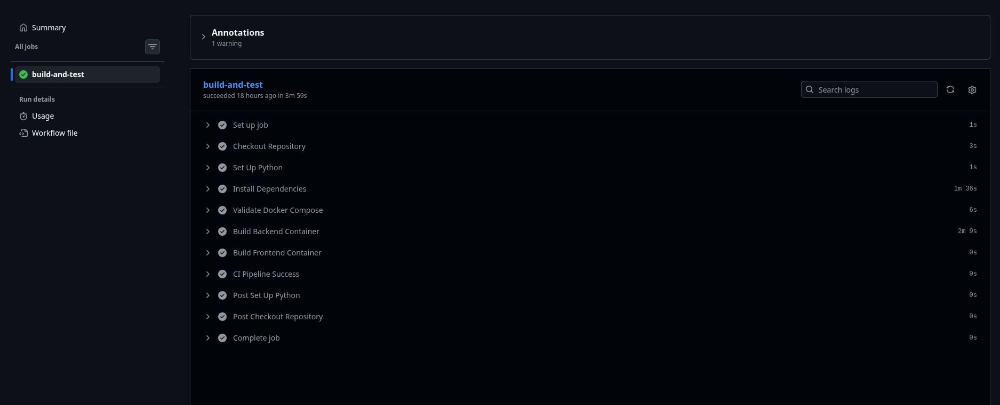 Summary
All jobs
build-and-test
Run details
Usage
Workflow file
Annotations
1 warning
build-and-test
succeeded 18 hours ago in 3m 59s
Search logs
Set up job 1s
Checkout Repository 3s
Set Up Python 1s
Install Dependencies 1m 36s
Validate Docker Compose 6s
Build Backend Container 2m 9s
Build Frontend Container 0s
CI Pipeline Success 0s
Post Set Up Python 0s
Post Checkout Repository 0s
Complete job 0s